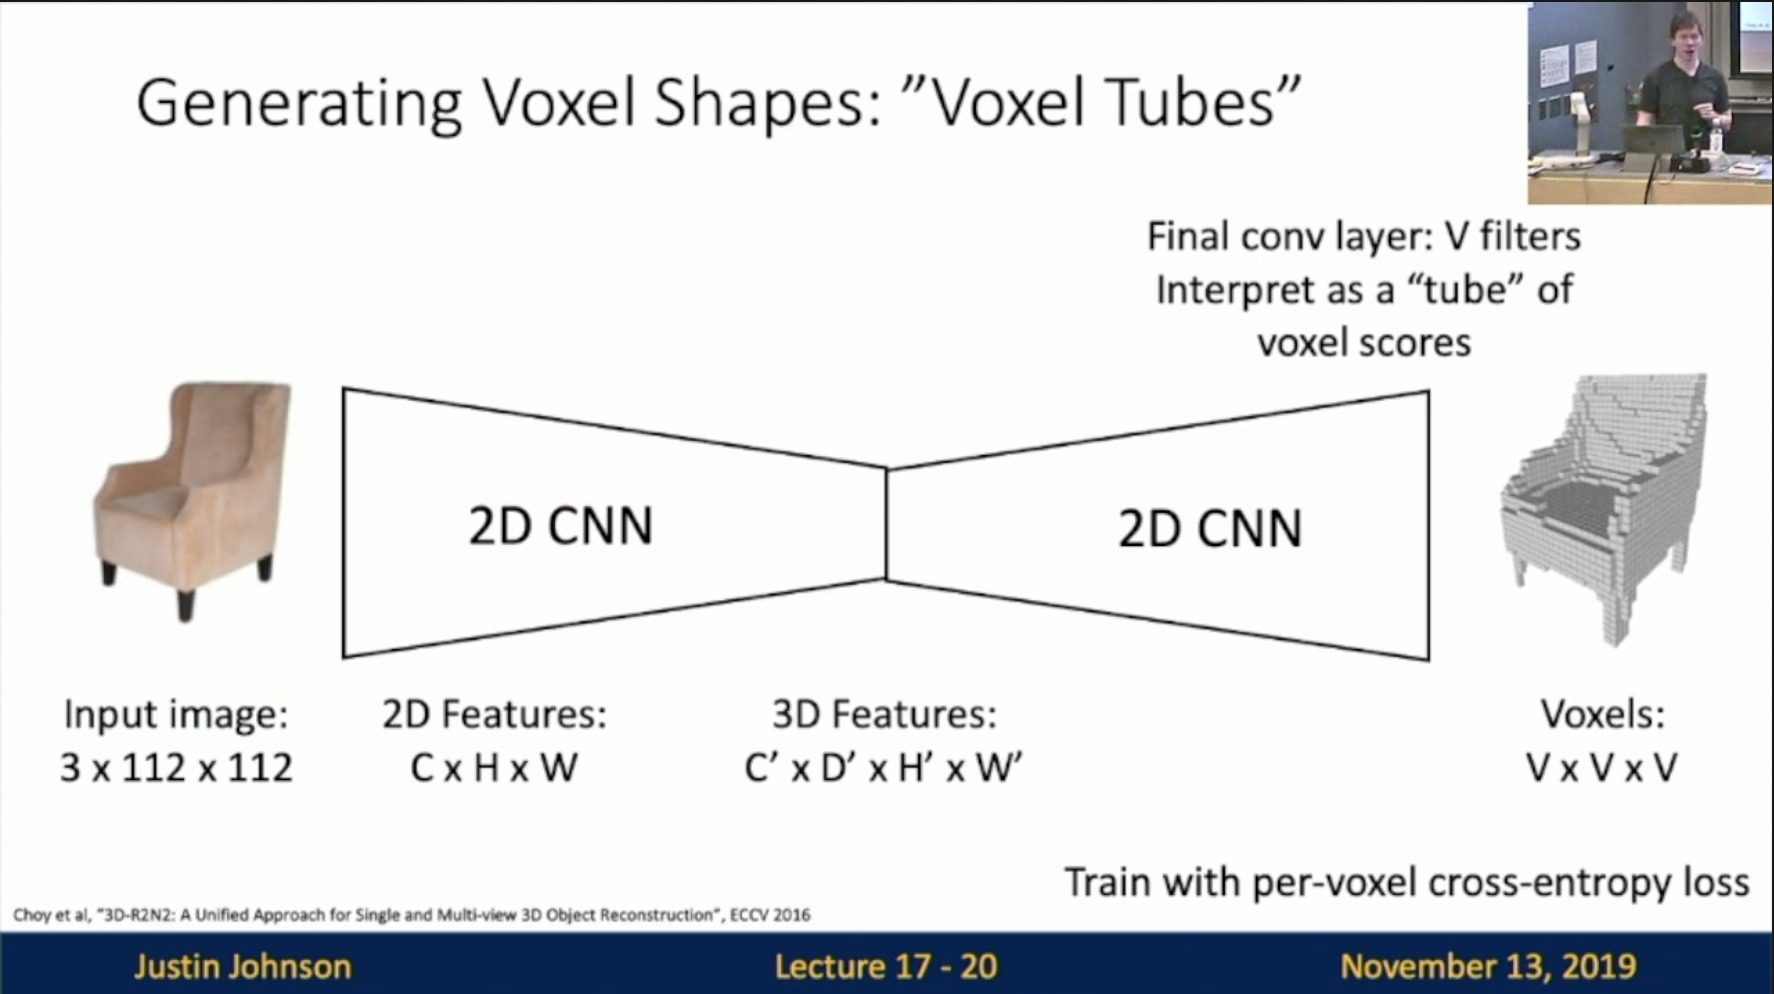 Generating Voxel Shapes: ”Voxel Tubes”
Final conv layer: V filters
Interpret as a “tube” of
voxel scores
2D CNN
2D CNN
Input image:
3 x 112 x 112
2D Features:
C x H x W
3D Features:
C’ x D’ x H’ x W’
Voxels:
V x V x V
Train with per-voxel cross-entropy loss
Choy et al, “3D-R2N2: A Unified Approach for Single and Multi-view 3D Object Reconstruction”, ECCV 2016
Justin Johnson
Lecture 17 - 20
November 13, 2019